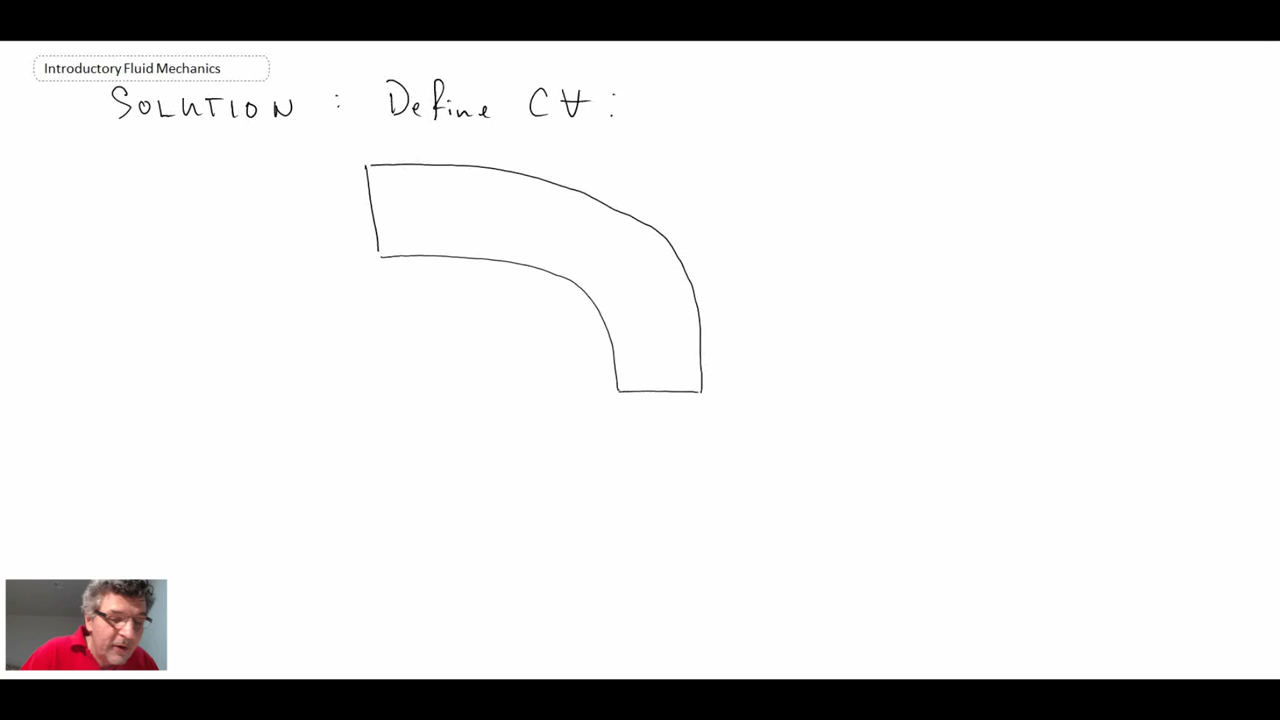 Introductory Fluid Mechanics
SOLUTION : Define C∀ :